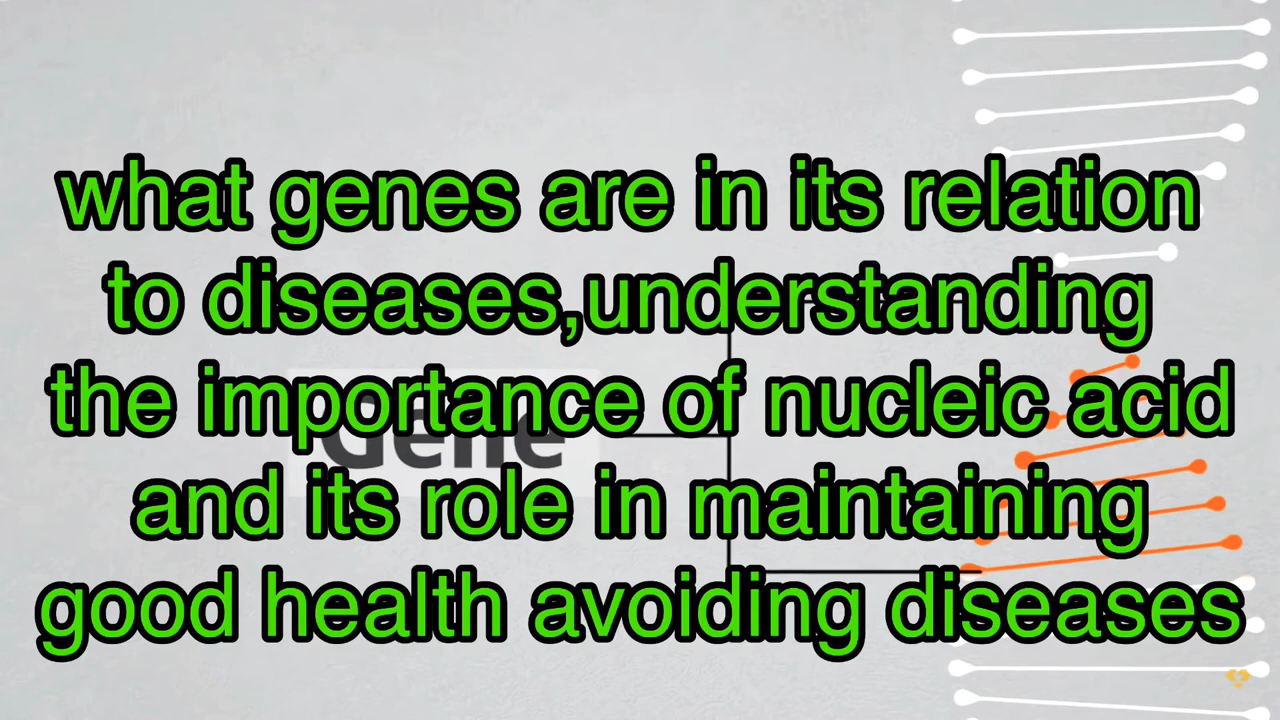 what genes are in its relation
to diseases,understanding
the importance of nucleic acid
and its role in maintaining
good health avoiding diseases
Gene